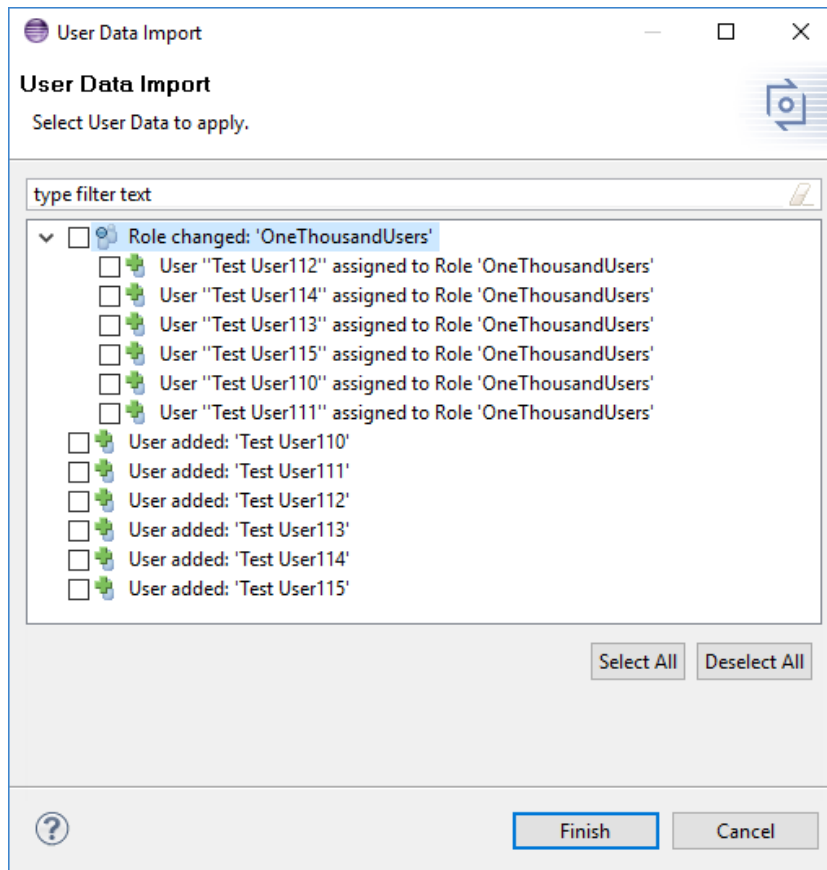 User Data Import
User Data Import
Select User Data to apply.
type filter text
Role changed: 'OneThousandUsers'
User ''Test User112'' assigned to Role 'OneThousandUsers'
User ''Test User114'' assigned to Role 'OneThousandUsers'
User ''Test User113'' assigned to Role 'OneThousandUsers'
User ''Test User115'' assigned to Role 'OneThousandUsers'
User ''Test User110'' assigned to Role 'OneThousandUsers'
User ''Test User111'' assigned to Role 'OneThousandUsers'
User added: 'Test User110'
User added: 'Test User111'
User added: 'Test User112'
User added: 'Test User113'
User added: 'Test User114'
User added: 'Test User115'
Select All Deselect All
? Finish Cancel